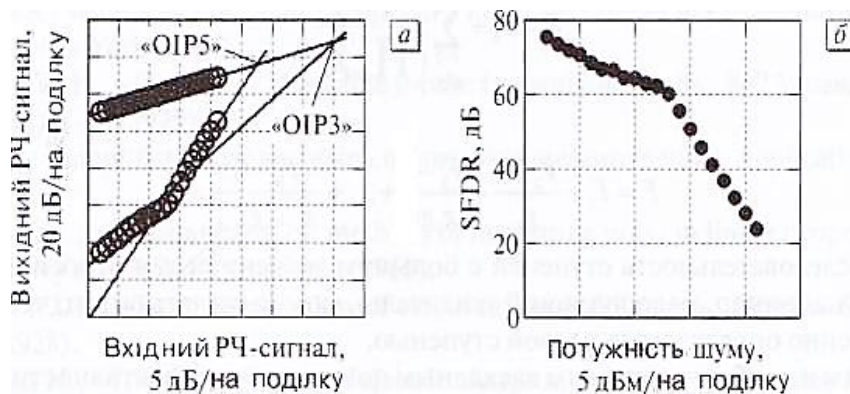 «OIP5»
а
«OIP3»
Вихідний РЧ-сигнал,
20 дБ/на поділку
Вхідний РЧ-сигнал,
5 дБ/на поділку
80
60
40
20
0
SFDR, дБ
б
Потужність шуму,
5 дБм/на поділку